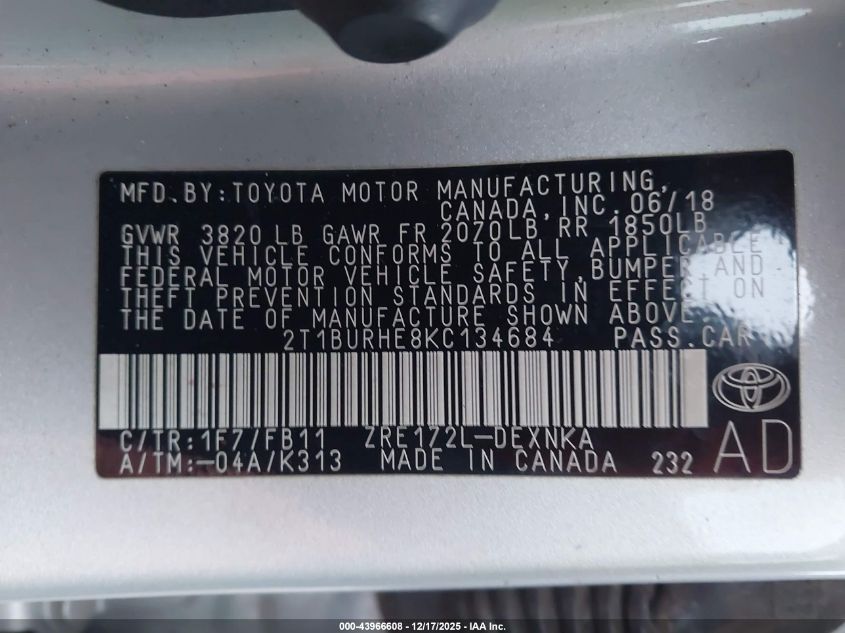 MFD.BY:TOYOTA MOTOR MANUFACTURING,
CANADA,INC.06/18
GVWR 3820 LB GAWR FR 2070LB RR 1850LB
THIS VEHICLE CONFORMS TO ALL APPLICABLE
FEDERAL MOTOR VEHICLE SAFETY,BUMPER AND
THEFT PREVENTION STANDARDS IN EFFECT ON
THE DATE OF MANUFACTURE SHOWN ABOVE.
2T1BURHE8KC134684 PASS.CAR
C/TR:1F7/FB11 ZRE172L-DEXNKA
A/TM:-04A/K313 MADE IN CANADA 232 AD
000-43966608 - 12/17/2025 - IAA Inc.